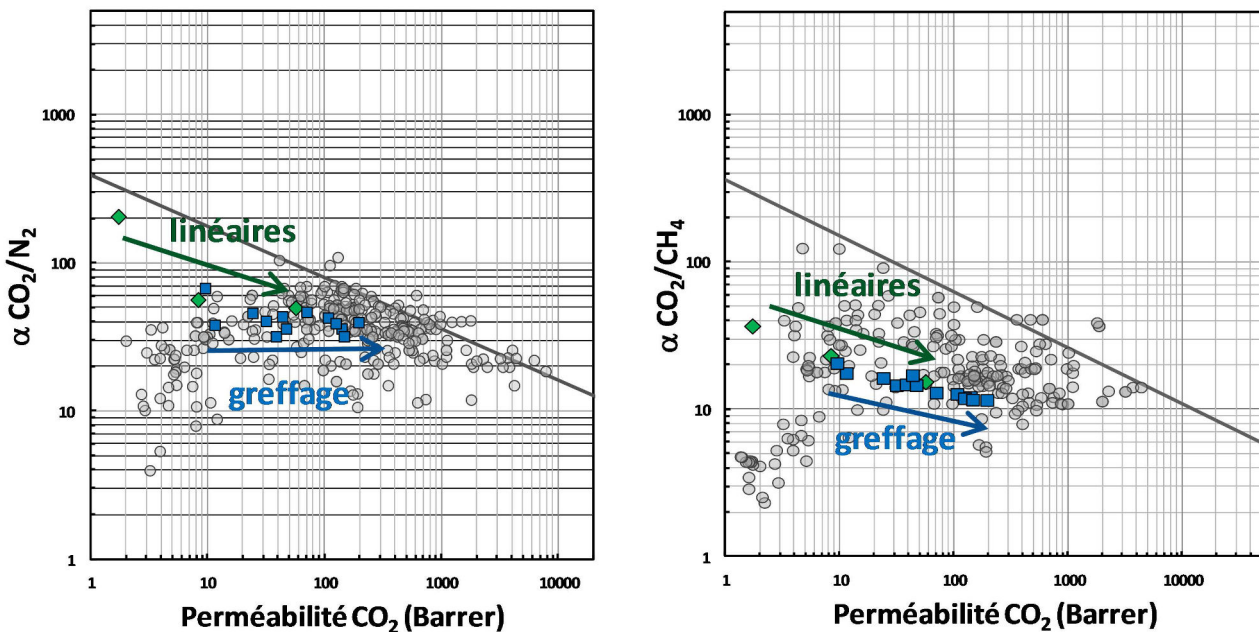 α CO₂/N₂
1000
100
10
1
linéaires
greffage
1 10 100 1000 10000
Perméabilité CO₂ (Barrer)
α CO₂/CH₄
1000
100
10
1
linéaires
greffage
1 10 100 1000 10000
Perméabilité CO₂ (Barrer)